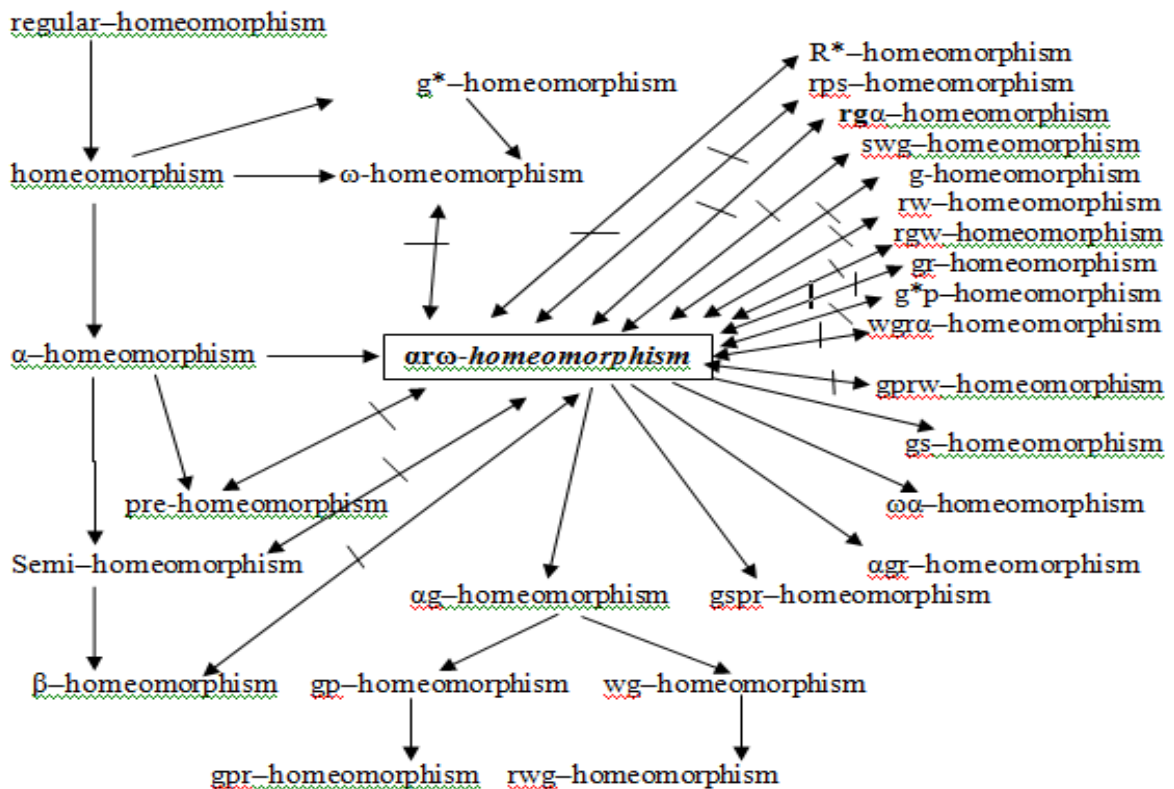 regular–homeomorphism
R*–homeomorphism
g*–homeomorphism
rps–homeomorphism
rgα–homeomorphism
swg–homeomorphism
homeomorphism
ω-homeomorphism
g-homeomorphism
rw–homeomorphism
rgw–homeomorphism
gr–homeomorphism
g*p–homeomorphism
wgrα–homeomorphism
α–homeomorphism
αrω-homeomorphism
gprw–homeomorphism
gs–homeomorphism
pre-homeomorphism
ωα–homeomorphism
Semi–homeomorphism
αgr–homeomorphism
αg–homeomorphism
gspr–homeomorphism
β–homeomorphism
gp–homeomorphism
wg–homeomorphism
gpr–homeomorphism
rwg–homeomorphism